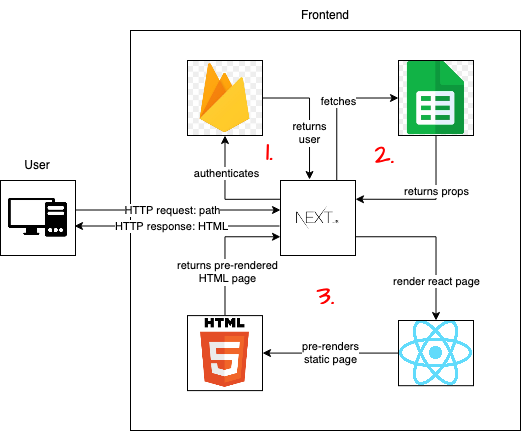 Frontend
User
fetches
returns
user
1.
2.
authenticates
returns props
HTTP request: path
NEXT.JS
HTTP response: HTML
returns pre-rendered
HTML page
render react page
3.
HTML
5
pre-renders
static page